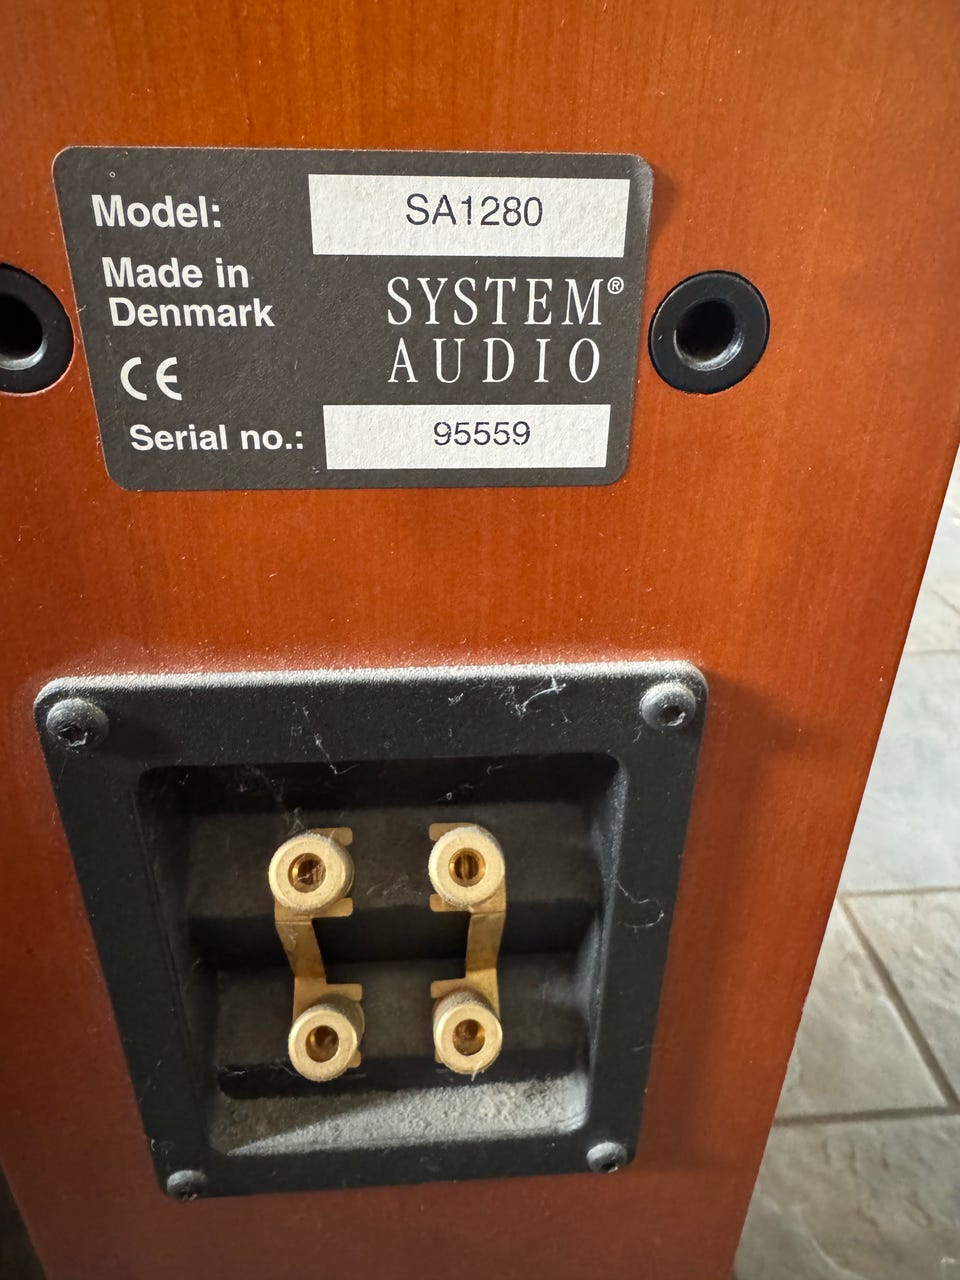 Model: SA1280
Made in
Denmark
SYSTEM®
AUDIO
CE
Serial no.: 95559